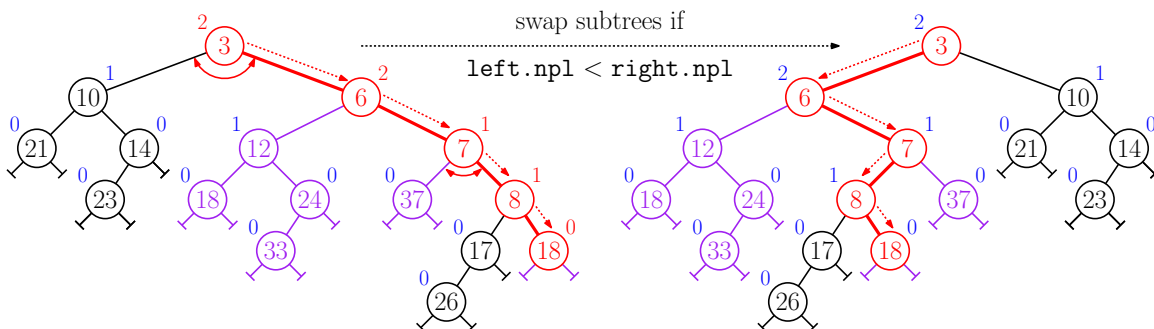 swap subtrees if
left.npl < right.npl
2 3 2 3
1 10 2 6 2 6 10 1
0 21 14 0 1 12 7 1 1 12 7 1 0 21 14 0
0 23 0 18 24 0 0 37 8 1 0 18 24 0 1 8 37 0 0 23
0 33 0 17 18 0 0 33 0 17 18 0
0 26 0 26